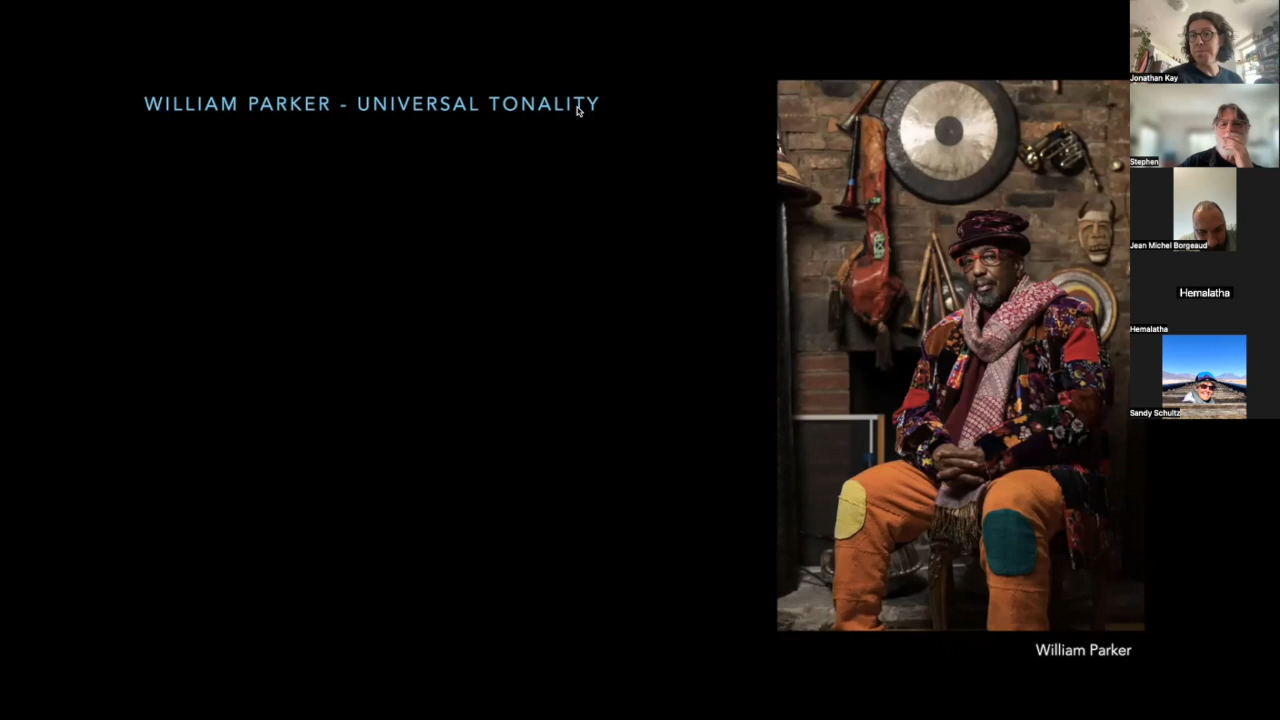 WILLIAM PARKER - UNIVERSAL TONALITY
William Parker
Jonathan Kay
Stephen
Jean Michel Borgeaud
Hemalatha
Hemalatha
Sandy Schultz